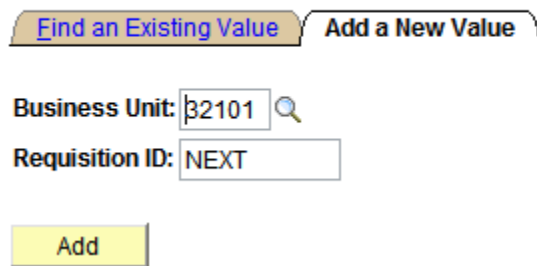 Find an Existing Value Add a New Value
Business Unit: 32101
Requisition ID: NEXT
Add